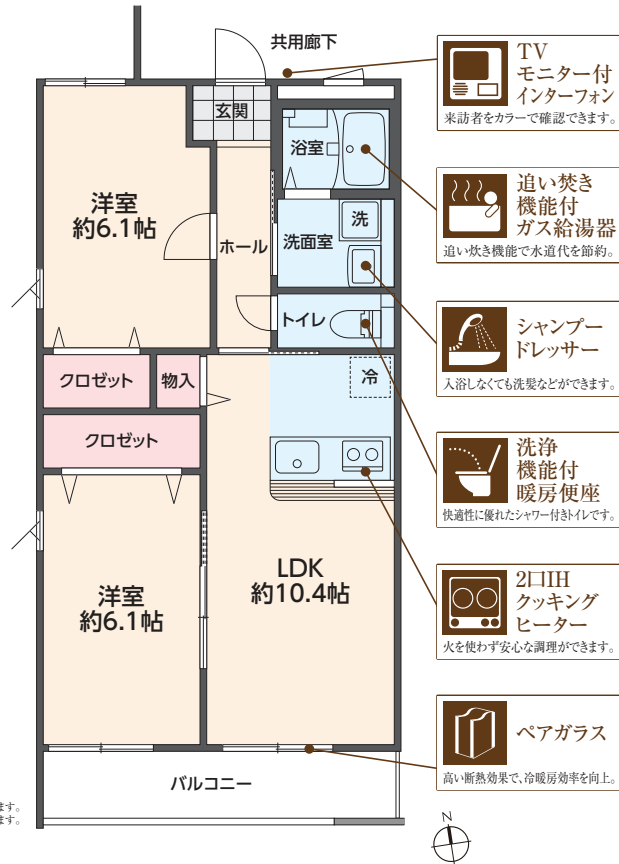 共用廊下
玄関
浴室
洋室
約6.1帖
ホール
洗面室
洗
トイレ
クロゼット
物入
冷
クロゼット
洋室
約6.1帖
LDK
約10.4帖
バルコニー
TV
モニター付
インターフォン
来訪者をカラーで確認できます。
追い焚き
機能付
ガス給湯器
追い炊き機能で水道代を節約。
シャンプー
ドレッサー
入浴しなくても洗髪などができます。
洗浄
機能付
暖房便座
快適性に優れたシャワー付きトイレです。
2口IH
クッキング
ヒーター
火を使わず安心な調理ができます。
ペアガラス
高い断熱効果で、冷暖房効率を向上。
ます。
ます。
N